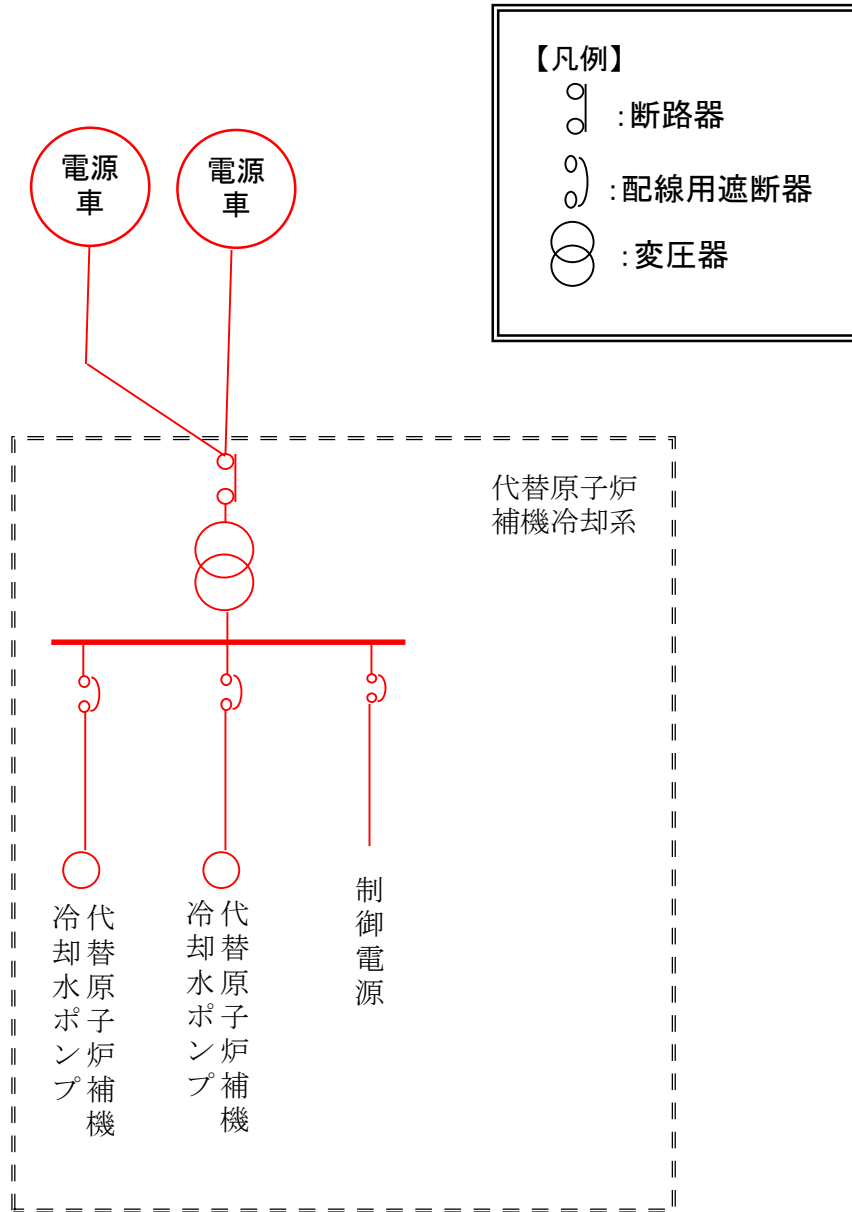 【凡例】
:断路器
:配線用遮断器
:変圧器
電源
車
電源
車
代替原子炉
補機冷却系
代替原子炉補機
冷却水ポンプ
代替原子炉補機
冷却水ポンプ
制御電源